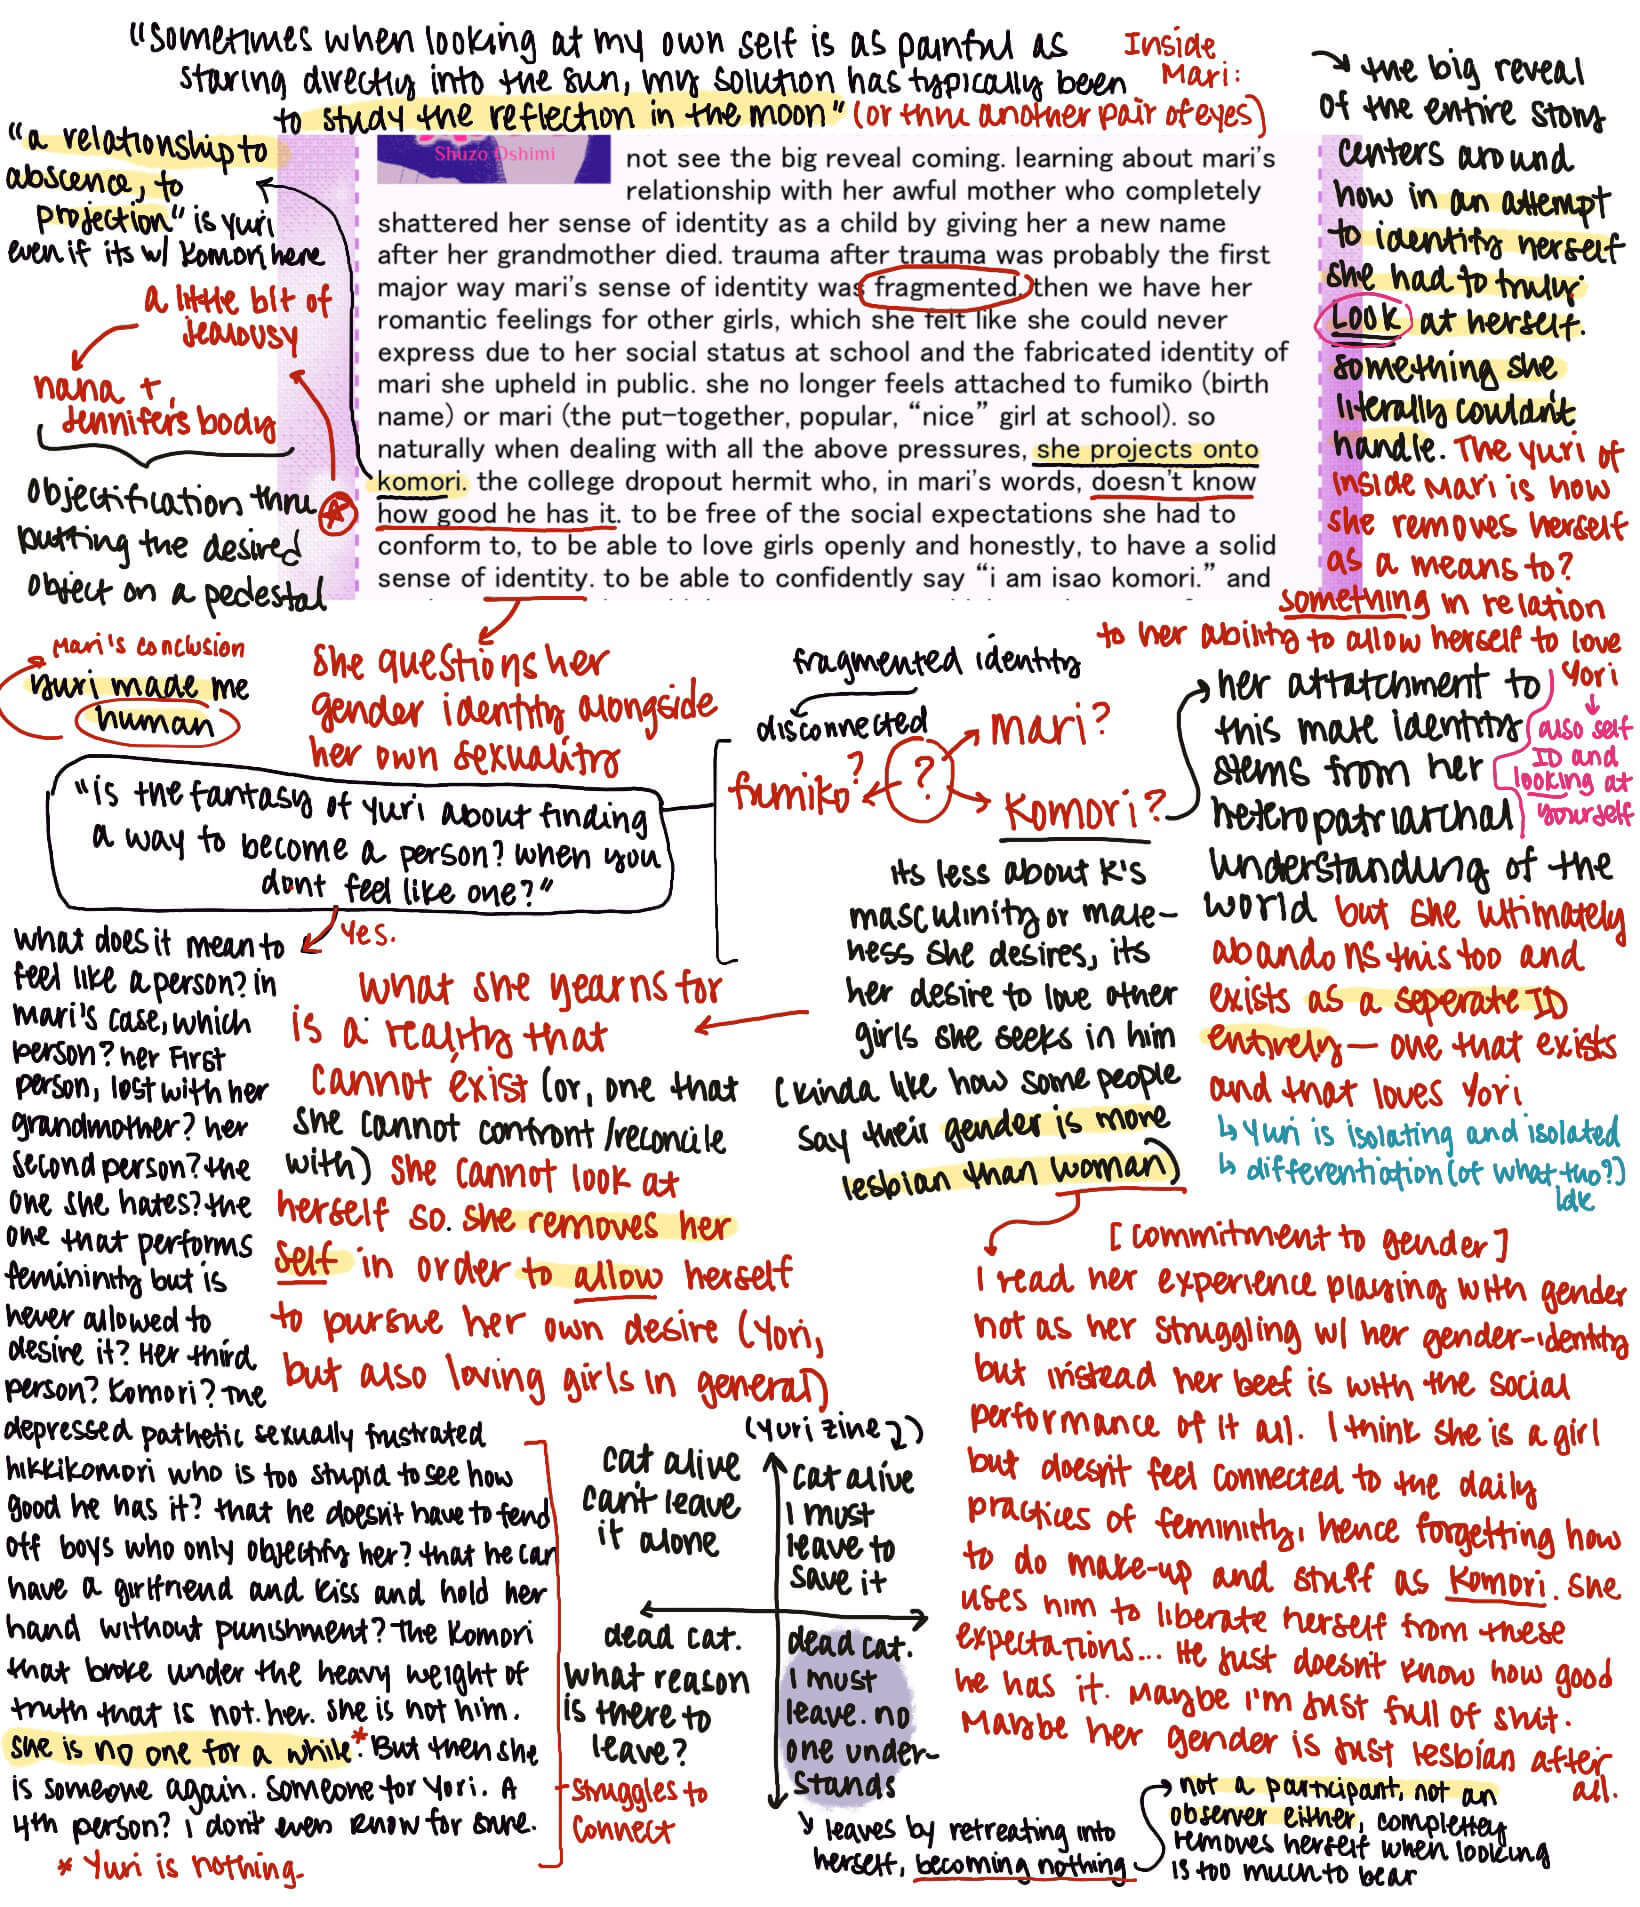 "sometimes when looking at my own self is as painful as
staring directly into the sun, my solution has typically been
to study the reflection in the moon" (or thru another pair of eyes)
Inside
Mari:
"a relationship to
abscence, to
projection" is yuri
even if its w/ Komori here
a little bit of
jealousy
nana +
Jennifers body
objectification thru
putting the desired
object on a pedestal
Shuzo Oshimi
not see the big reveal coming. learning about mari's
relationship with her awful mother who completely
shattered her sense of identity as a child by giving her a new name
after her grandmother died. trauma after trauma was probably the first
major way mari's sense of identity was fragmented. then we have her
romantic feelings for other girls, which she felt like she could never
express due to her social status at school and the fabricated identity of
mari she upheld in public. she no longer feels attached to fumiko (birth
name) or mari (the put-together, popular, "nice" girl at school). so
naturally when dealing with all the above pressures, she projects onto
komori. the college dropout hermit who, in mari's words, doesn't know
how good he has it. to be free of the social expectations she had to
conform to, to be able to love girls openly and honestly, to have a solid
sense of identity. to be able to confidently say "i am isao komori." and
the big reveal
of the entire story
centers around
how in an attempt
to identify herself
she had to truly
LOOK at herself.
something she
literally couldn't
handle. The yuri of
Inside Mari is how
she removes herself
as a means to?
something in relation
to her ability to allow herself to love
Yori
Mari's conclusion
yuri made me
human
she questions her
gender identity alongside
her own sexuality
fragmented identity
disconnected
fumiko?
?
mari?
Komori?
her attatchment to
this male identity
stems from her
heteropatriarchal
understanding of the
world but she ultimately
abandons this too and
exists as a seperate ID
entirely — one that exists
and that loves Yori
also self
ID and
looking at
yourself
↳ yuri is isolating and isolated
↳ differentiation (of what tho?)
idk
"is the fantasy of yuri about finding
a way to become a person? when you
dont feel like one?"
Yes.
its less about K's
masculinity or male-
ness she desires, its
her desire to love other
girls she seeks in him
(kinda like how some people
say their gender is more
lesbian than woman)
what she yearns for
is a reality that
cannot exist (or, one that
she cannot confront/reconcile
with) she cannot look at
herself so. she removes her
self in order to allow herself
to pursue her own desire (Yori,
but also loving girls in general)
what does it mean to
feel like a person? in
mari's case, which
person? her first
person, lost with her
grandmother? her
second person? the
one she hates? the
one that performs
femininity but is
never allowed to
desire it? Her third
person? Komori? The
depressed pathetic sexually frustrated
hikkikomori who is too stupid to see how
good he has it? that he doesn't have to fend
off boys who only objectify her? that he can
have a girlfriend and kiss and hold her
hand without punishment? The Komori
that broke under the heavy weight of
truth that is not. her. she is not him.
she is no one for a while*. But then she
is someone again. Someone for Yori. A
4th person? i don't even know for sure.
* Yuri is nothing.
struggles to
connect
(yuri zine 2)
cat alive
can't leave
it alone
cat alive
I must
leave to
save it
dead cat.
what reason
is there to
leave?
dead cat.
I must
leave. no
one under-
stands
leaves by retreating into
herself, becoming nothing
not a participant, not an
observer either, completley
removes herself when looking
is too much to bear
[commitment to gender]
I read her experience playing with gender
not as her struggling w/ her gender-identity
but instead her beef is with the social
performance of it all. I think she is a girl
but doesn't feel connected to the daily
practices of femininity, hence forgetting how
to do make-up and stuff as Komori. she
uses him to liberate herself from these
expectations... He just doesn't know how good
he has it. Maybe I'm just full of shit.
Maybe her gender is just lesbian after
all.